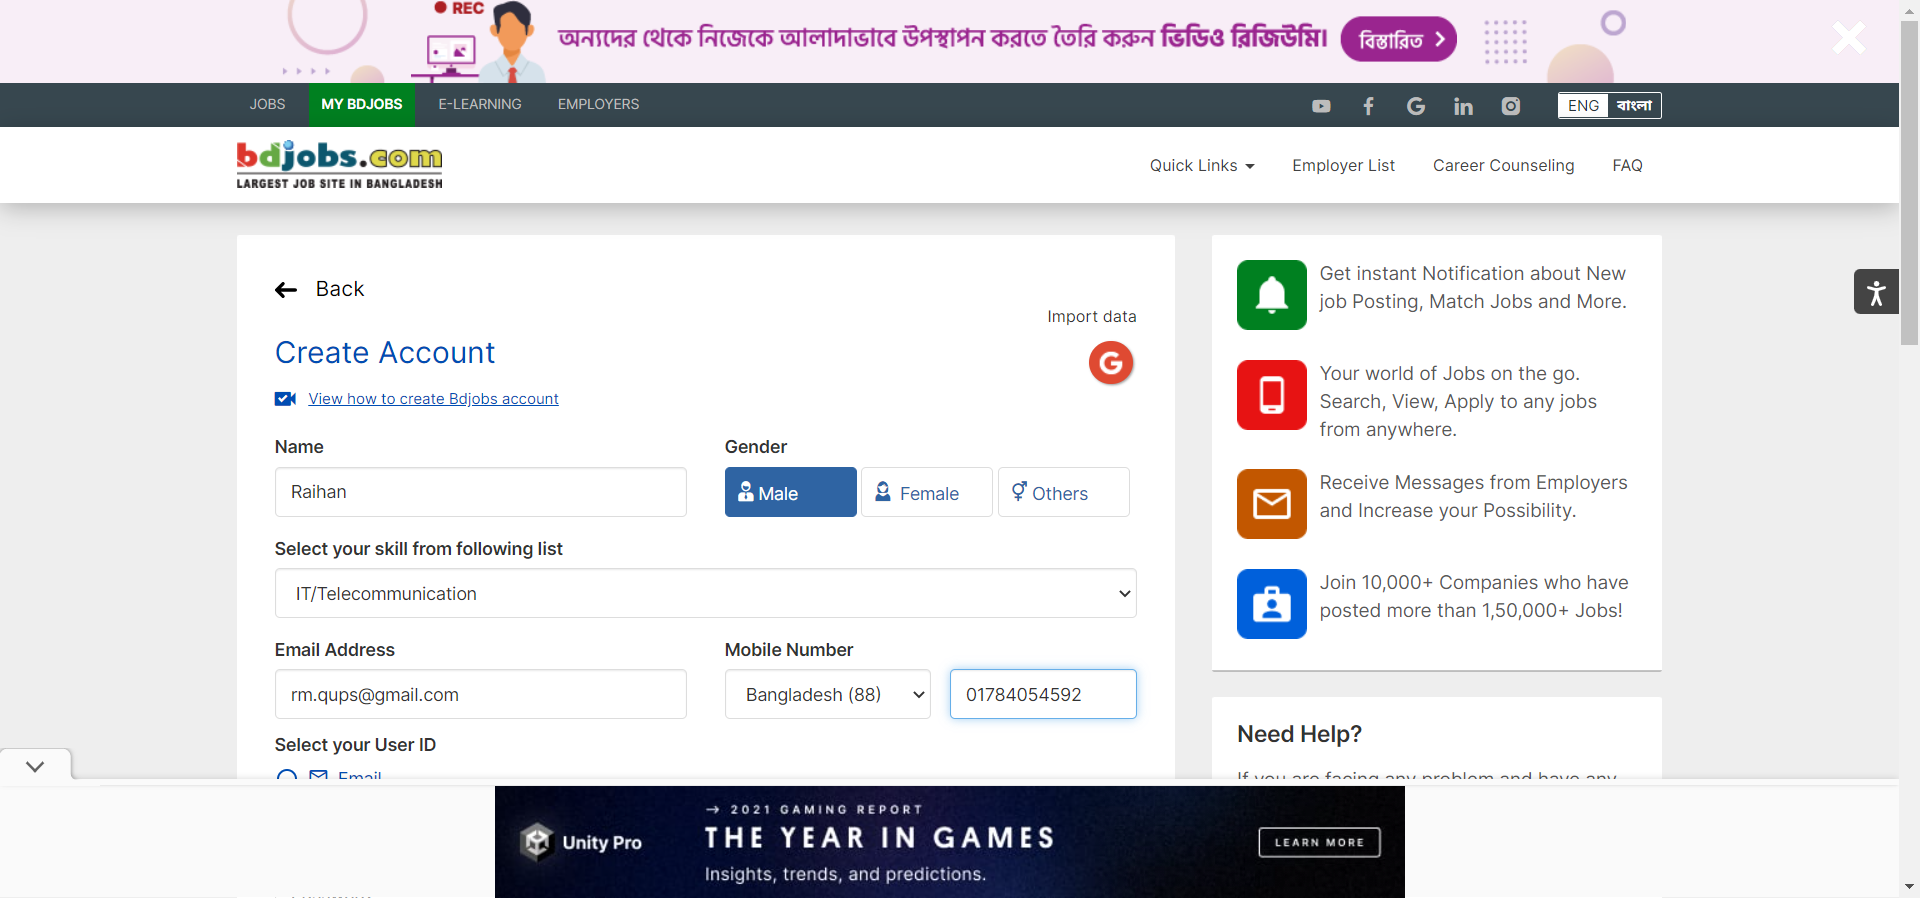 REC
অন্যদের থেকে নিজেকে আলাদাভাবে উপস্থাপন করতে তৈরি করুন ভিডিও রিজিউমি।
বিস্তারিত
JOBS MY BDJOBS E-LEARNING EMPLOYERS
ENG বাংলা
bdjobs.com
LARGEST JOB SITE IN BANGLADESH
Quick Links Employer List Career Counseling FAQ
Back
Import data
Create Account
G
View how to create Bdjobs account
Name
Gender
Raihan
Male Female Others
Select your skill from following list
IT/Telecommunication
Email Address
Mobile Number
rm.qups@gmail.com
Bangladesh (88)
01784054592
Select your User ID
Email
Get instant Notification about New
job Posting, Match Jobs and More.
Your world of Jobs on the go.
Search, View, Apply to any jobs
from anywhere.
Receive Messages from Employers
and Increase your Possibility.
Join 10,000+ Companies who have
posted more than 1,50,000+ Jobs!
Need Help?
If you are facing any problem and have any
Unity Pro
→ 2021 GAMING REPORT
THE YEAR IN GAMES
Insights, trends, and predictions.
LEARN MORE